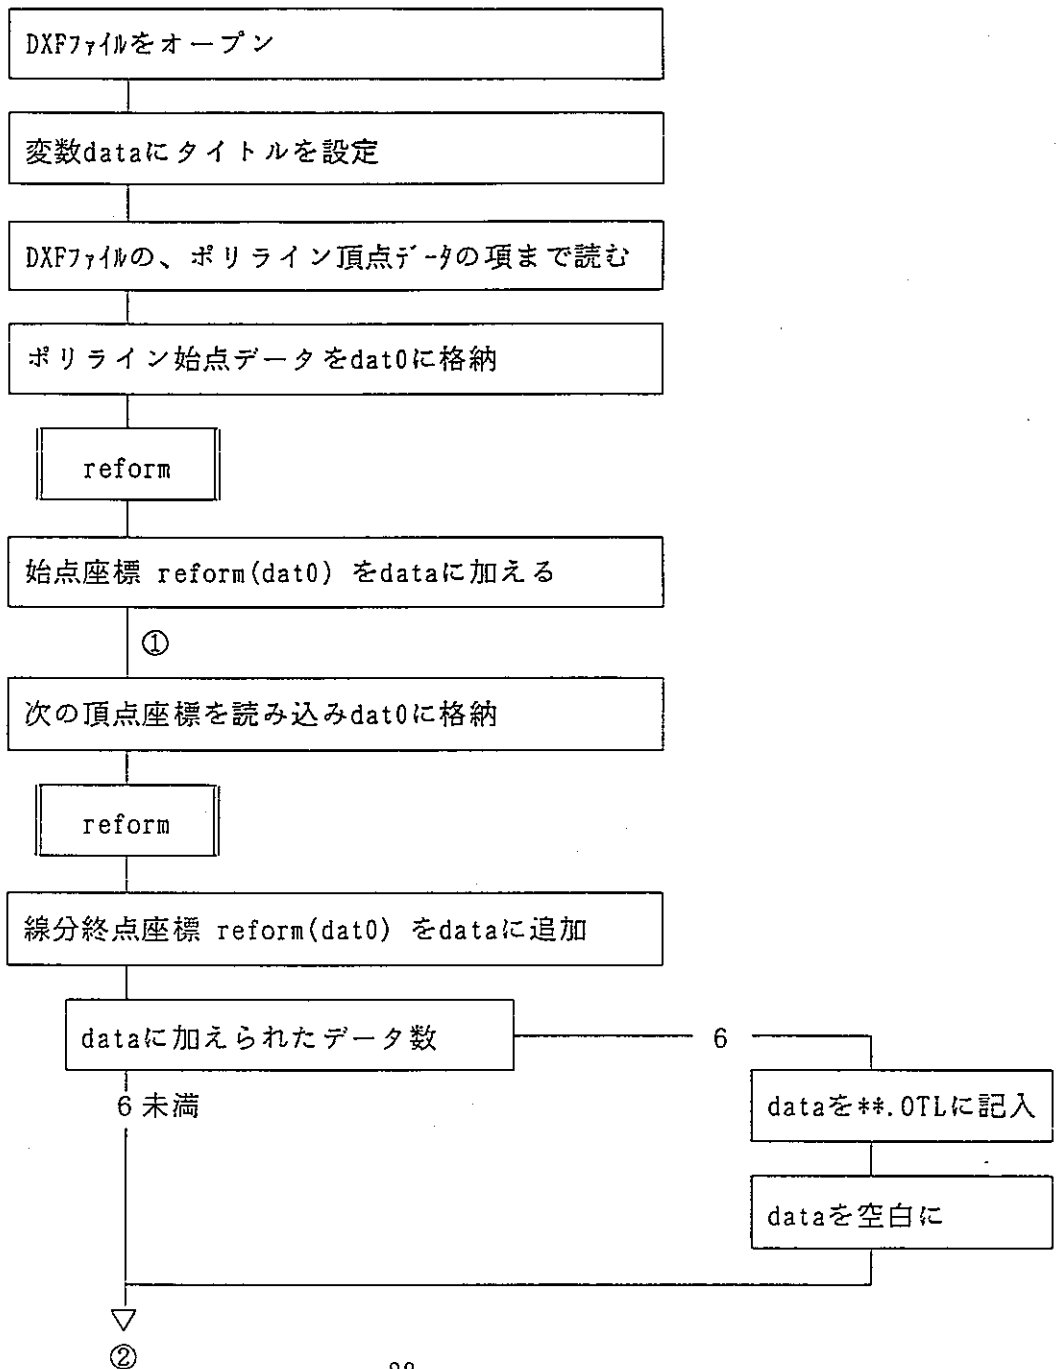 DXFﾌｧｲﾙをオープン
変数dataにタイトルを設定
DXFﾌｧｲﾙの、ポリライン頂点ﾃﾞｰﾀの項まで読む
ポリライン始点データをdat0に格納
reform
始点座標 reform(dat0) をdataに加える
①
次の頂点座標を読み込みdat0に格納
reform
線分終点座標 reform(dat0) をdataに追加
dataに加えられたデータ数
6
6未満
dataを**.OTLに記入
dataを空白に
②